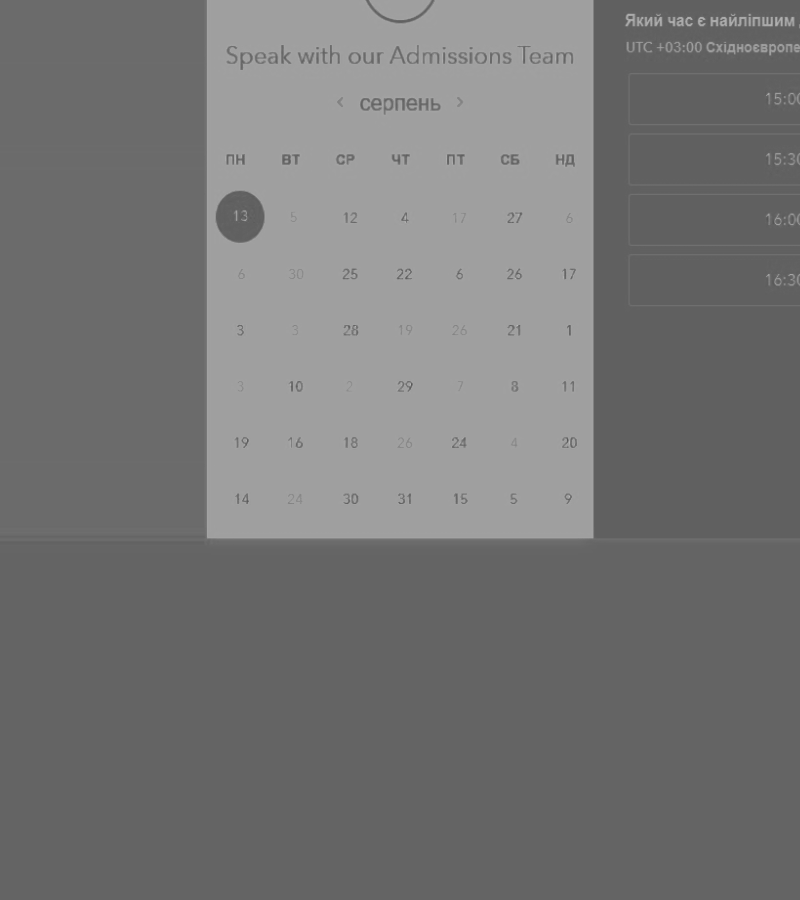 Speak with our Admissions Team
< серпень >
ПН ВТ СР ЧТ ПТ СБ НД
13 5 12 4 17 27 6
6 30 25 22 6 26 17
3 3 28 19 26 21 1
3 10 2 29 7 8 11
19 16 18 26 24 4 20
14 24 30 31 15 5 9
Який час є найліпшим
UTC +03:00 Східноєвропе
15:00
15:30
16:00
16:30